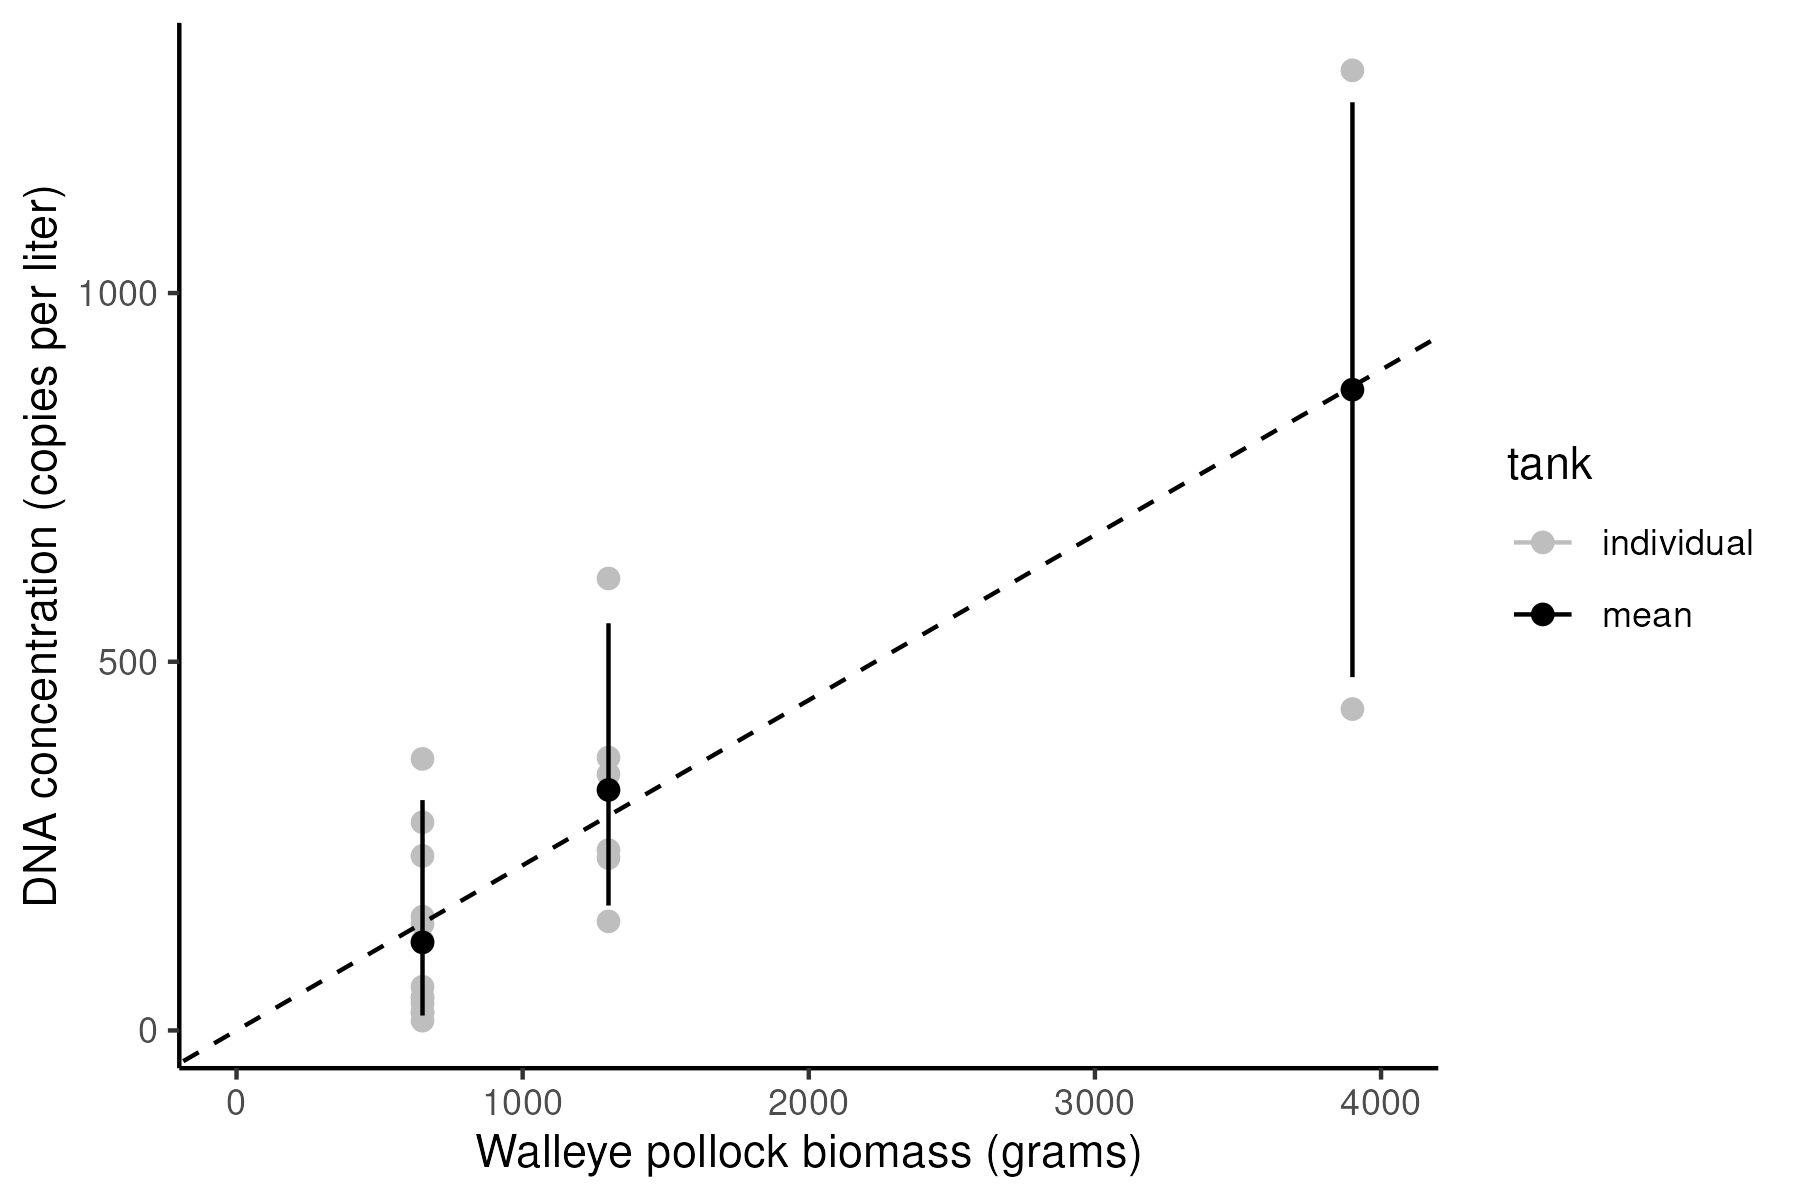 DNA concentration (copies per liter)
1000
500
0
0 1000 2000 3000 4000
Walleye pollock biomass (grams)
tank
individual
mean